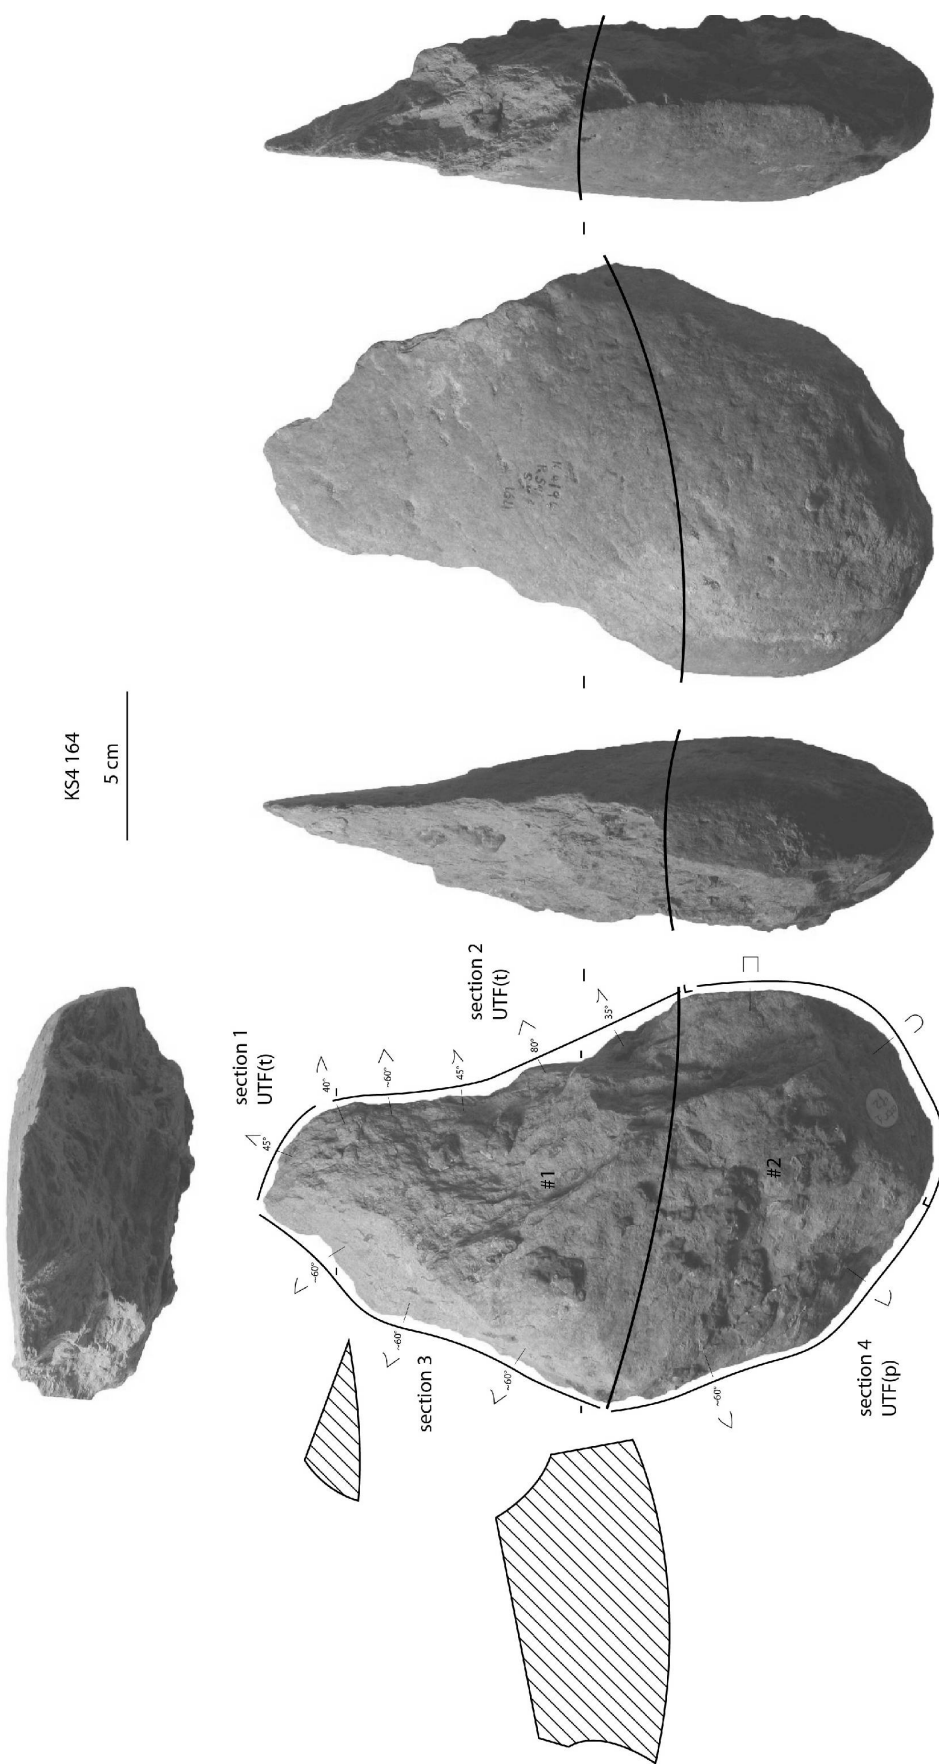 KS4 164
5 cm
section 1
UTF(t)
section 2
UTF(t)
45°
40°
~60°
45°
80°
35°
#1
#2
~60°
~60°
~60°
section 3
~60°
section 4
UTF(p)